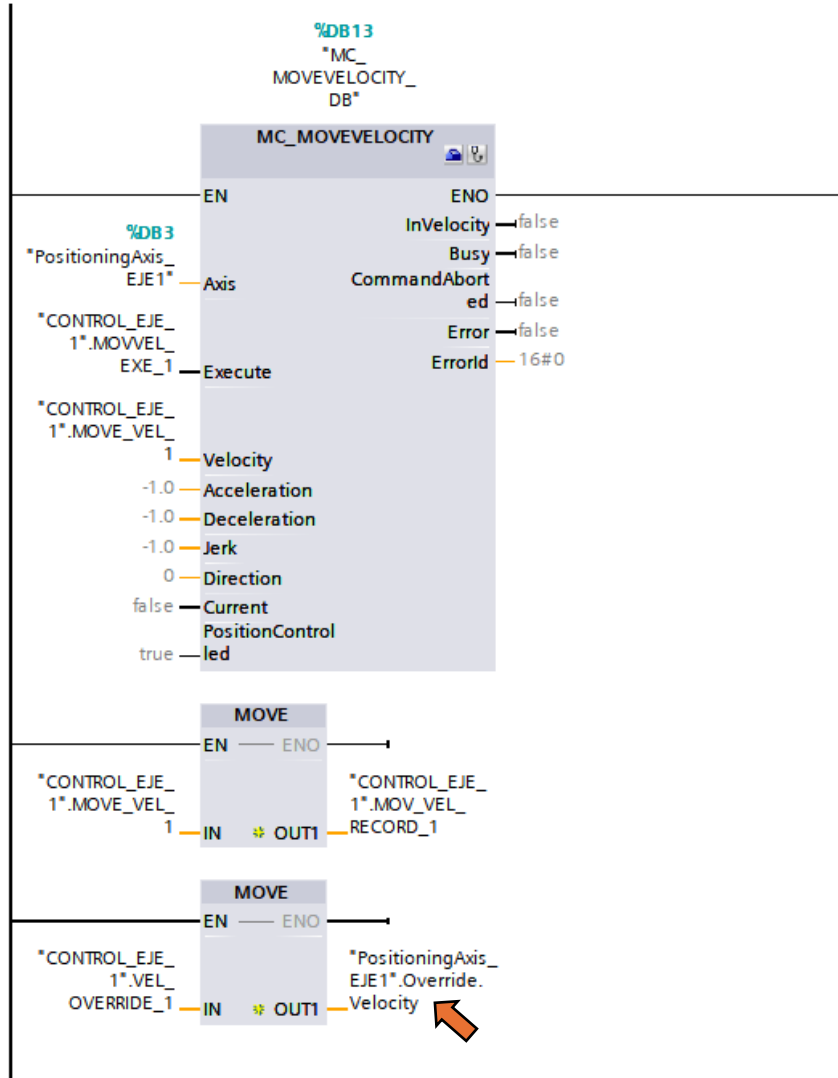 %DB13
"MC_
MOVEVELOCITY_
DB"
MC_MOVEVELOCITY
EN ENO
InVelocity false
%DB3
"PositioningAxis_
EJE1" Axis
Busy false
CommandAbort
ed false
"CONTROL_EJE_
1".MOVVEL_
EXE_1 Execute
Error false
ErrorId 16#0
"CONTROL_EJE_
1".MOVE_VEL_
1 Velocity
-1.0 Acceleration
-1.0 Deceleration
-1.0 Jerk
0 Direction
false Current
PositionControl
true led
MOVE
EN ENO
"CONTROL_EJE_
1".MOVE_VEL_
1 IN OUT1
"CONTROL_EJE_
1".MOV_VEL_
RECORD_1
MOVE
EN ENO
"CONTROL_EJE_
1".VEL_
OVERRIDE_1 IN OUT1
"PositioningAxis_
EJE1".Override.
Velocity